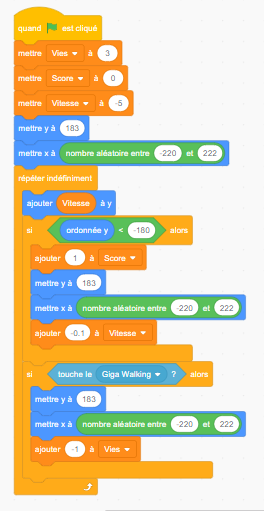 quand est cliqué
mettre Vies à 3
mettre Score à 0
mettre Vitesse à -5
mettre y à 183
mettre x à nombre aléatoire entre -220 et 222
répéter indéfiniment
ajouter Vitesse à y
si ordonnée y < -180 alors
ajouter 1 à Score
mettre y à 183
mettre x à nombre aléatoire entre -220 et 222
ajouter -0.1 à Vitesse
si touche le Giga Walking ? alors
mettre y à 183
mettre x à nombre aléatoire entre -220 et 222
ajouter -1 à Vies